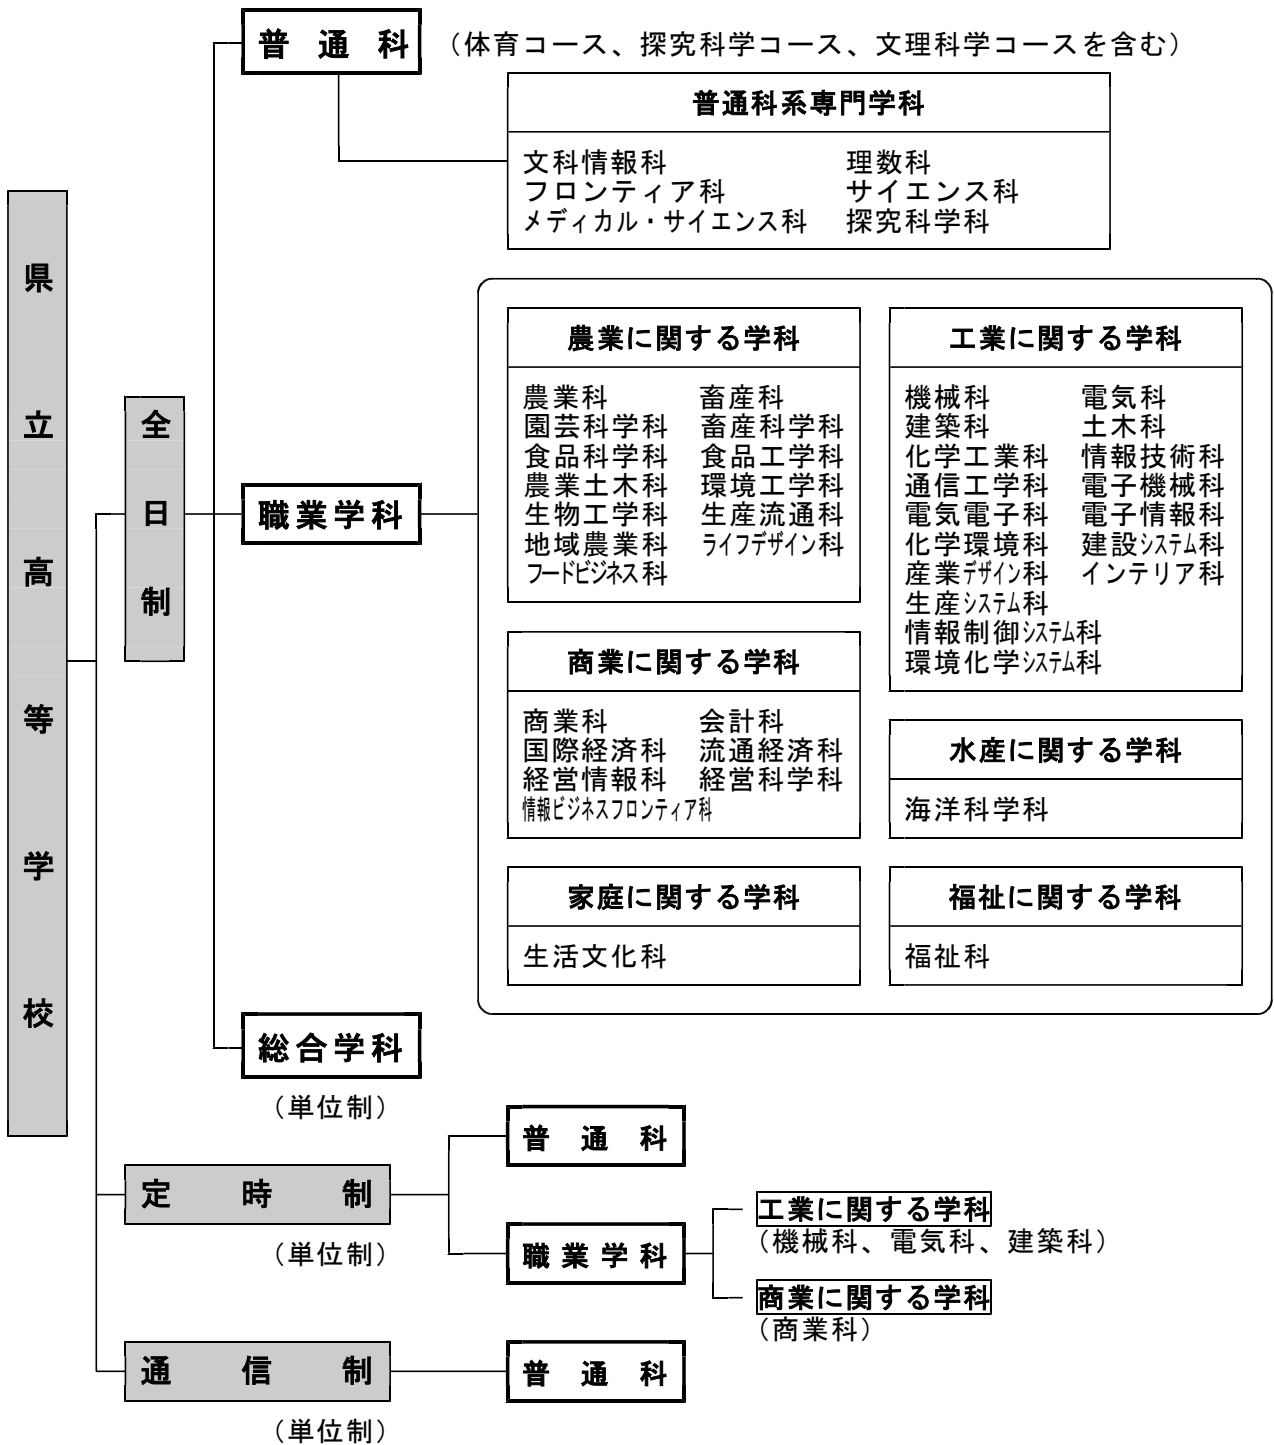 県立高等学校
全日制
普通科 （体育コース、探究科学コース、文理科学コースを含む）
普通科系専門学科
文科情報科 理数科
フロンティア科 サイエンス科
メディカル・サイエンス科 探究科学科
職業学科
農業に関する学科
農業科 畜産科
園芸科学科 畜産科学科
食品科学科 食品工学科
農業土木科 環境工学科
生物工学科 生産流通科
地域農業科 ライフデザイン科
フードビジネス科
工業に関する学科
機械科 電気科
建築科 土木科
化学工業科 情報技術科
通信工学科 電子機械科
電気電子科 電子情報科
化学環境科 建設システム科
産業デザイン科 インテリア科
生産システム科
情報制御システム科
環境化学システム科
商業に関する学科
商業科 会計科
国際経済科 流通経済科
経営情報科 経営科学科
情報ビジネスフロンティア科
水産に関する学科
海洋科学科
家庭に関する学科
生活文化科
福祉に関する学科
福祉科
総合学科
（単位制）
定時制
（単位制）
普通科
職業学科
工業に関する学科
（機械科、電気科、建築科）
商業に関する学科
（商業科）
通信制
（単位制）
普通科